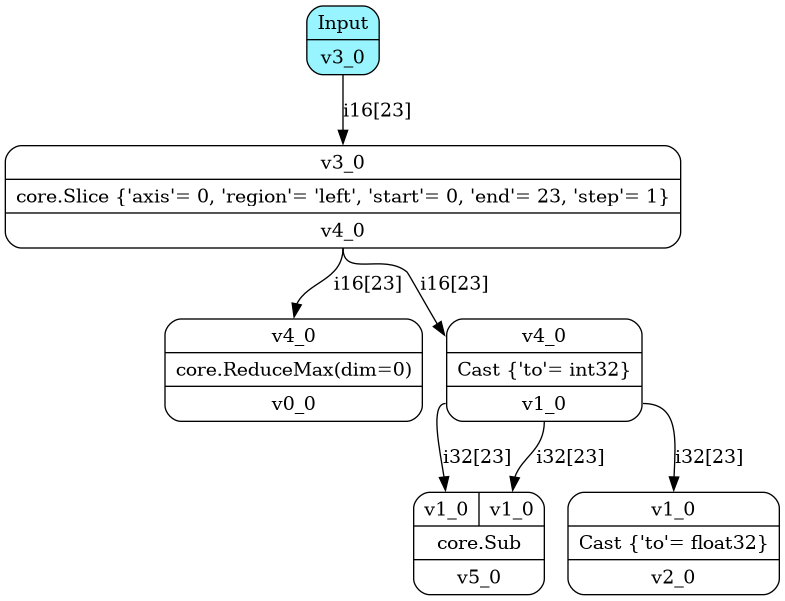 Input
v3_0
i16[23]
v3_0
core.Slice {'axis'= 0, 'region'= 'left', 'start'= 0, 'end'= 23, 'step'= 1}
v4_0
i16[23] i16[23]
v4_0
core.ReduceMax(dim=0)
v0_0
v4_0
Cast {'to'= int32}
v1_0
i32[23] i32[23] i32[23]
v1_0 v1_0
core.Sub
v5_0
v1_0
Cast {'to'= float32}
v2_0